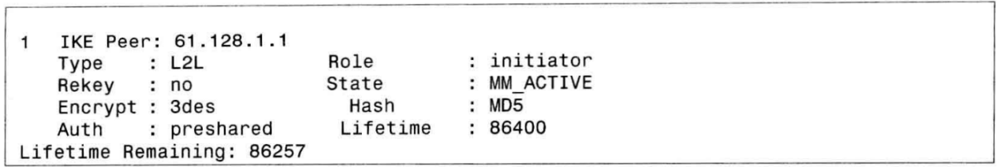 1 IKE Peer: 61.128.1.1
Type : L2L Role : initiator
Rekey : no State : MM_ACTIVE
Encrypt : 3des Hash : MD5
Auth : preshared Lifetime : 86400
Lifetime Remaining: 86257